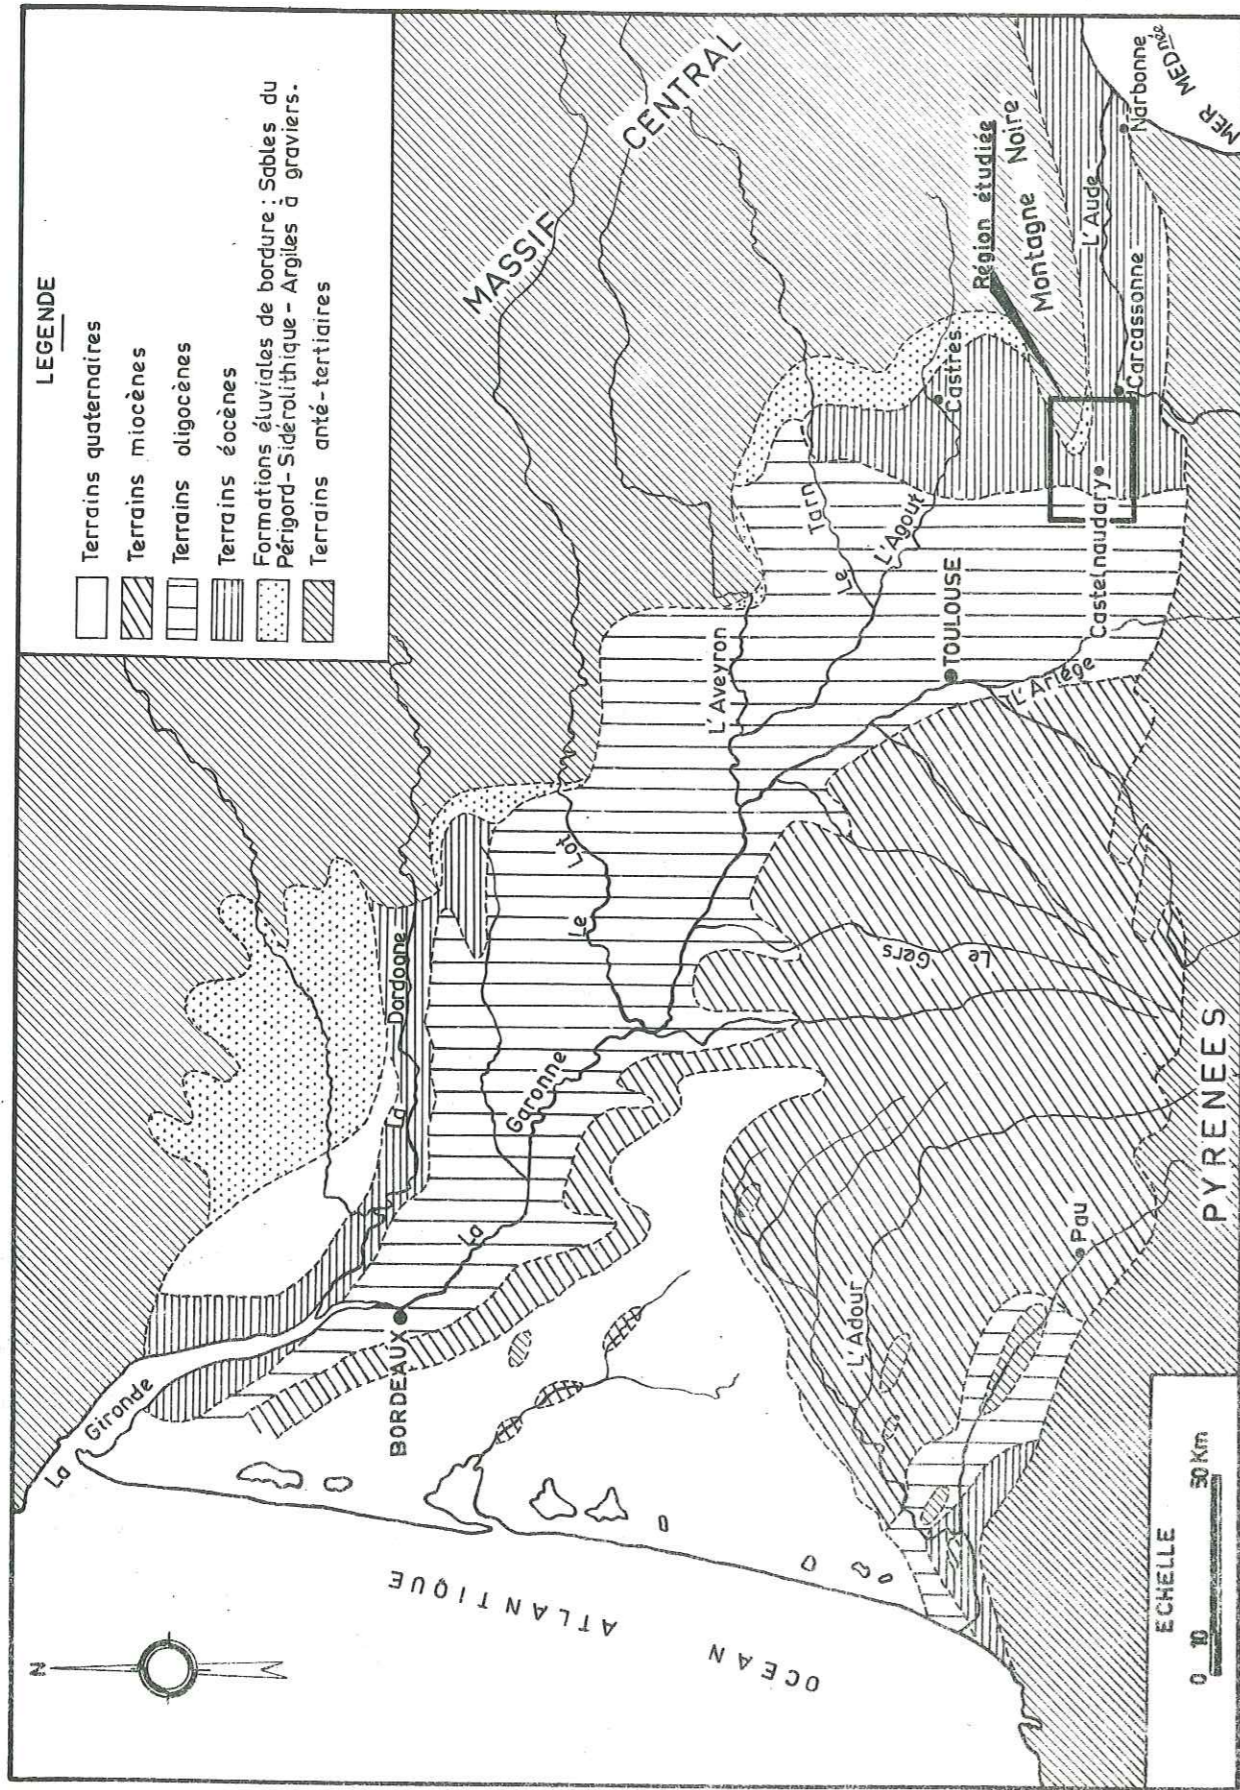 LEGENDE
Terrains quaternaires
Terrains miocènes
Terrains oligocènes
Terrains éocènes
Formations éluviales de bordure : Sables du
Périgord - Sidérolithique - Argiles à graviers.
Terrains anté-tertiaires
N
La Gironde
MASSIF
CENTRAL
La Dordogne
BORDEAUX
Le Lot
La Garonne
L'Aveyron
Le Tarn
L'Agout
Castres
TOULOUSE
Région étudiée
Montagne Noire
OCEAN ATLANTIQUE
Le Gers
L'Ariége
Castelnaudary
Carcassonne
L'Aude
Narbonne
MER MEDnée
L'Adour
Pau
PYRENEES
ECHELLE
0 10 50 Km